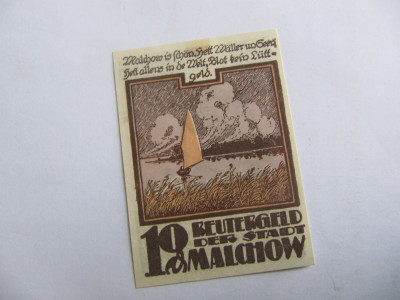 Malchow is schön, hett Wåller un Seen,
Hett allens in de Welt, Blot kein Lütt-
geld.
10
REUTERGELD
DER STADT
MALCHOW